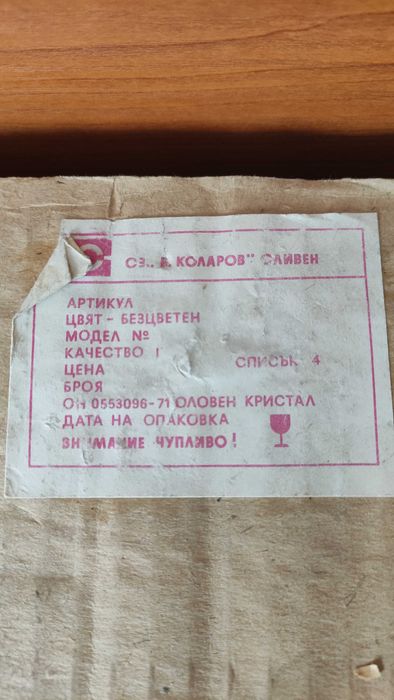 СЗ „В. КОЛАРОВ" СЛИВЕН
АРТИКУЛ
ЦВЯТ - БЕЗЦВЕТЕН
МОДЕЛ №
КАЧЕСТВО I
ЦЕНА СПИСЪК 4
БРОЯ
ОН 0553096-71 ОЛОВЕН КРИСТАЛ
ДАТА НА ОПАКОВКА
ВНИМАНИЕ ЧУПЛИВО!